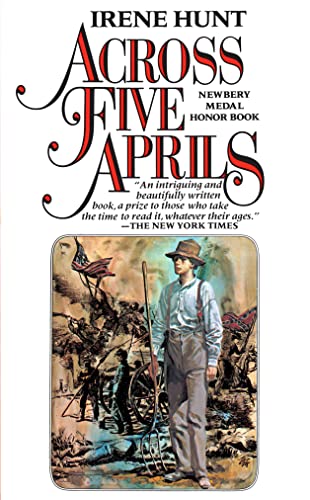 IRENE HUNT
ACROSS
FIVE
APRILS
NEWBERY
MEDAL
HONOR BOOK
"An intriguing and
beautifully written
book, a prize to those who take
the time to read it, whatever their ages."
—THE NEW YORK TIMES